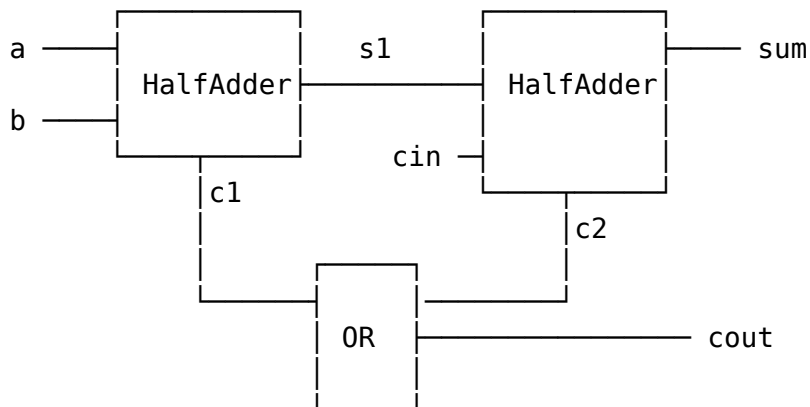 a
s1
sum
HalfAdder
HalfAdder
b
cin
c1
c2
OR
cout